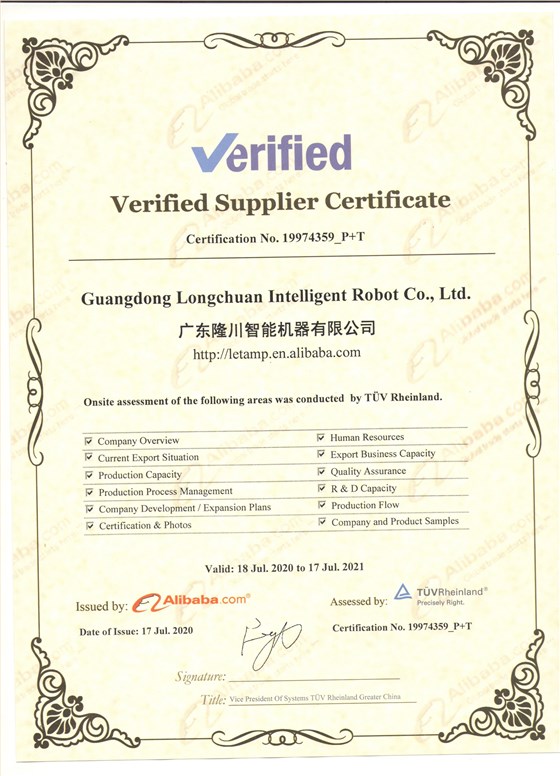 Verified
Verified Supplier Certificate
Certification No. 19974359_P+T
Guangdong Longchuan Intelligent Robot Co., Ltd.
广东隆川智能机器有限公司
http://letamp.en.alibaba.com
Onsite assessment of the following areas was conducted by TÜV Rheinland.
Company Overview
Current Export Situation
Production Capacity
Production Process Management
Company Development / Expansion Plans
Certification & Photos
Human Resources
Export Business Capacity
Quality Assurance
R & D Capacity
Production Flow
Company and Product Samples
Valid: 18 Jul. 2020 to 17 Jul. 2021
Issued by: Alibaba.com®
Date of Issue: 17 Jul. 2020
Assessed by: TÜVRheinland®
Precisely Right.
Certification No. 19974359_P+T
Signature:
Title: Vice President Of Systems TÜV Rheinland Greater China